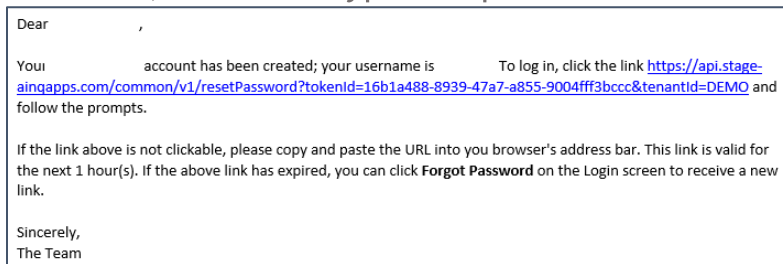 Dear ,
Your account has been created; your username is To log in, click the link https://api.stage-
ainqapps.com/common/v1/resetPassword?tokenId=16b1a488-8939-47a7-a855-9004fff3bccc&tenantId=DEMO and
follow the prompts.
If the link above is not clickable, please copy and paste the URL into you browser's address bar. This link is valid for
the next 1 hour(s). If the above link has expired, you can click Forgot Password on the Login screen to receive a new
link.
Sincerely,
The Team